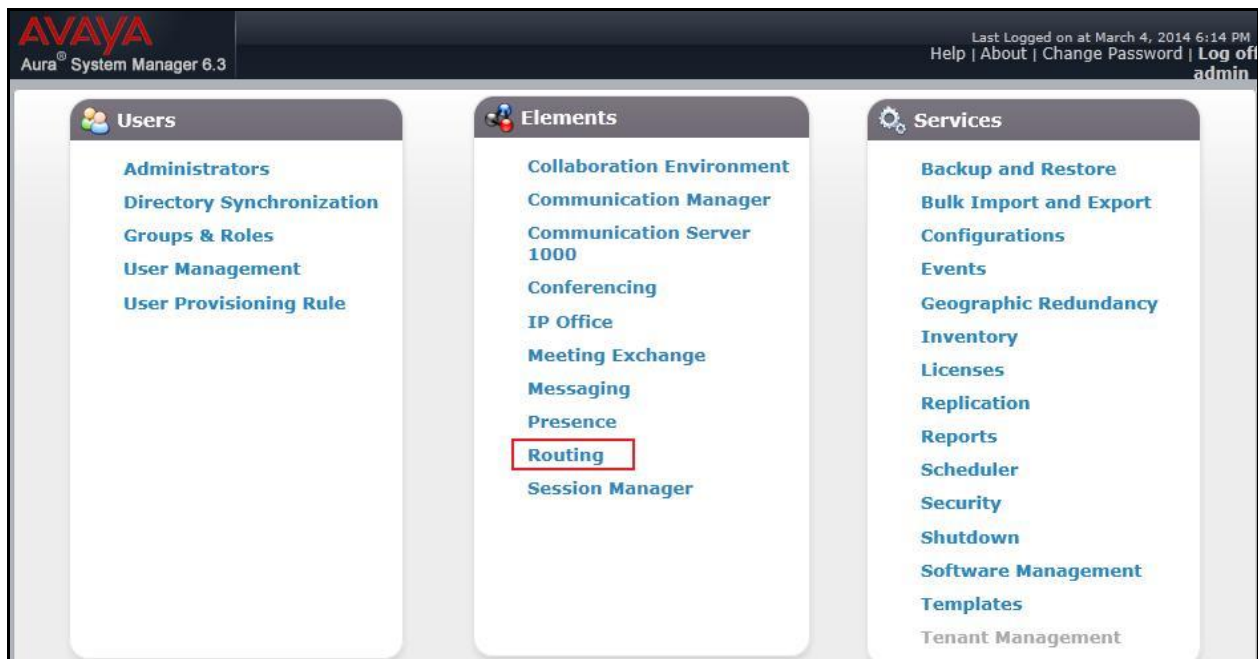 AVAYA
Aura® System Manager 6.3
Last Logged on at March 4, 2014 6:14 PM
Help | About | Change Password | Log off
admin
Users
Administrators
Directory Synchronization
Groups & Roles
User Management
User Provisioning Rule
Elements
Collaboration Environment
Communication Manager
Communication Server
1000
Conferencing
IP Office
Meeting Exchange
Messaging
Presence
Routing
Session Manager
Services
Backup and Restore
Bulk Import and Export
Configurations
Events
Geographic Redundancy
Inventory
Licenses
Replication
Reports
Scheduler
Security
Shutdown
Software Management
Templates
Tenant Management